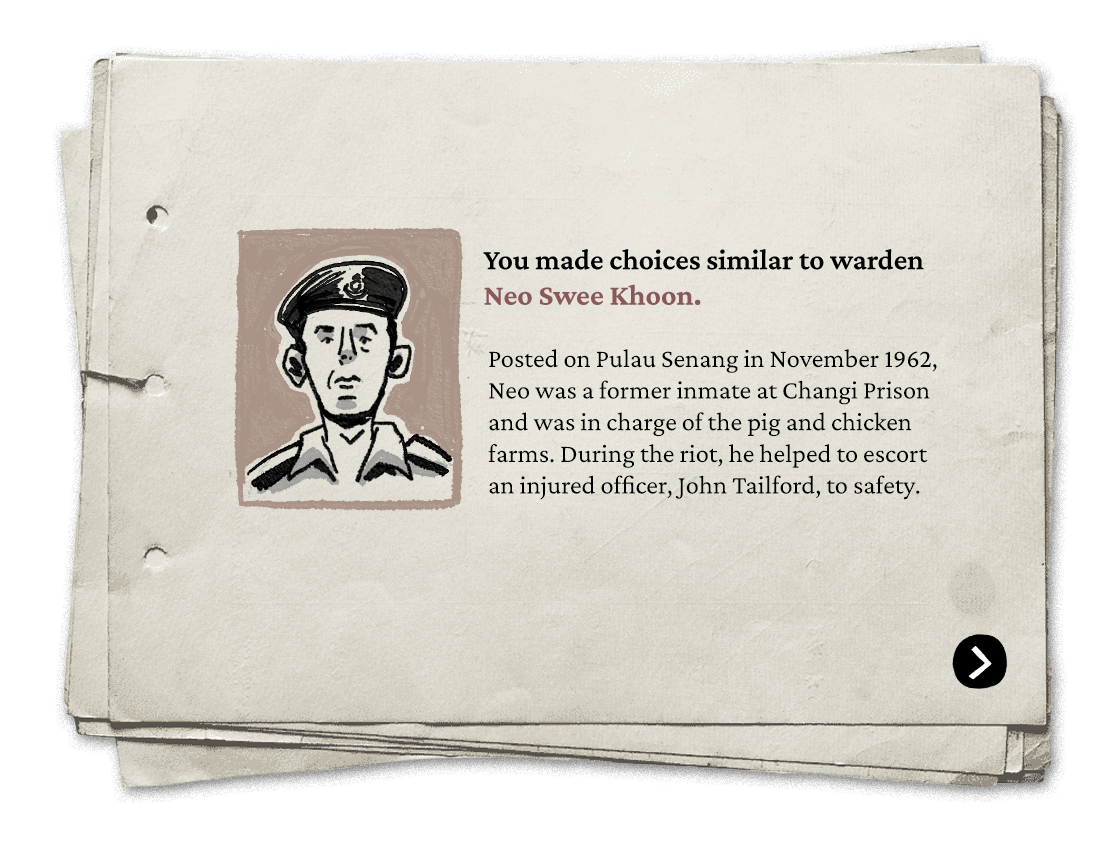 You made choices similar to warden
Neo Swee Khoon.
Posted on Pulau Senang in November 1962,
Neo was a former inmate at Changi Prison
and was in charge of the pig and chicken
farms. During the riot, he helped to escort
an injured officer, John Tailford, to safety.